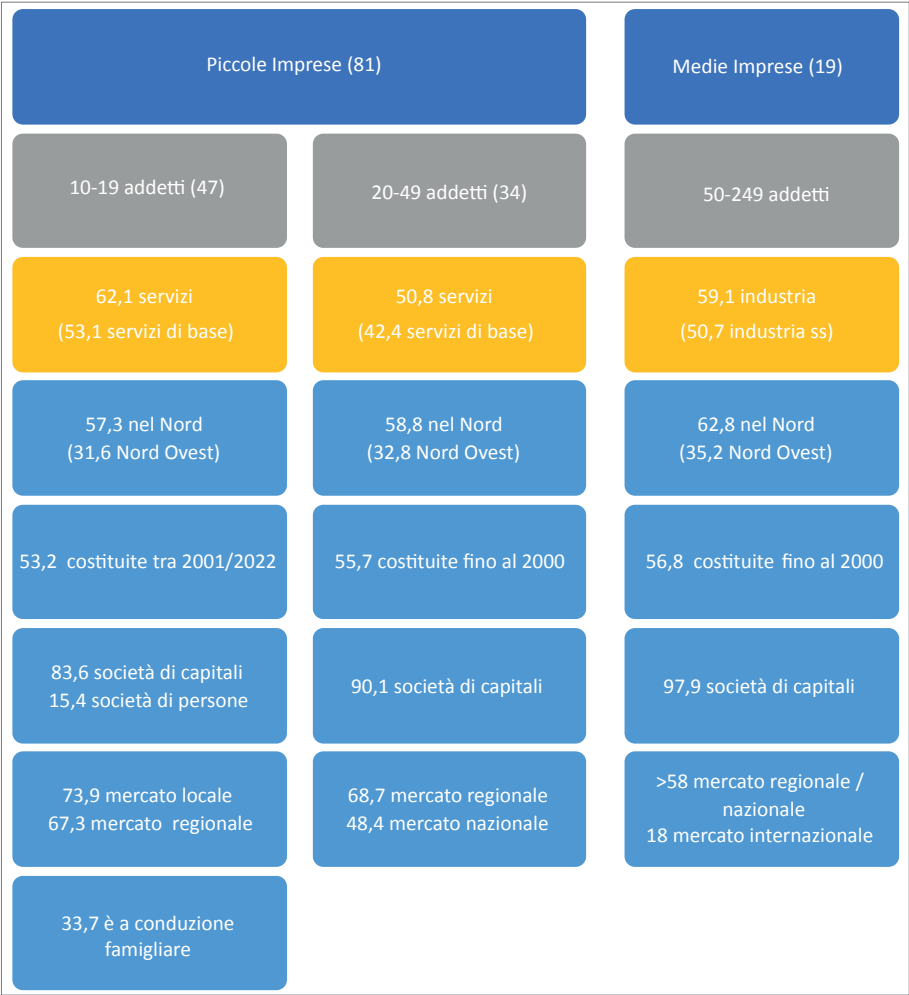 Piccole Imprese (81)
Medie Imprese (19)
10-19 addetti (47)
20-49 addetti (34)
50-249 addetti
62,1 servizi
(53,1 servizi di base)
50,8 servizi
(42,4 servizi di base)
59,1 industria
(50,7 industria ss)
57,3 nel Nord
(31,6 Nord Ovest)
58,8 nel Nord
(32,8 Nord Ovest)
62,8 nel Nord
(35,2 Nord Ovest)
53,2 costituite tra 2001/2022
55,7 costituite fino al 2000
56,8 costituite fino al 2000
83,6 società di capitali
15,4 società di persone
90,1 società di capitali
97,9 società di capitali
73,9 mercato locale
67,3 mercato regionale
68,7 mercato regionale
48,4 mercato nazionale
>58 mercato regionale /
nazionale
18 mercato internazionale
33,7 è a conduzione
famigliare